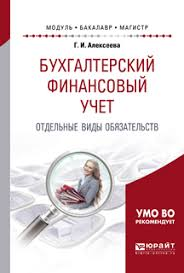 МОДУЛЬ • БАКАЛАВР • МАГИСТР
Г. И. Алексеева
БУХГАЛТЕРСКИЙ
ФИНАНСОВЫЙ
УЧЕТ
ОТДЕЛЬНЫЕ ВИДЫ ОБЯЗАТЕЛЬСТВ
УМО ВО
РЕКОМЕНДУЕТ
ЮРАЙТ